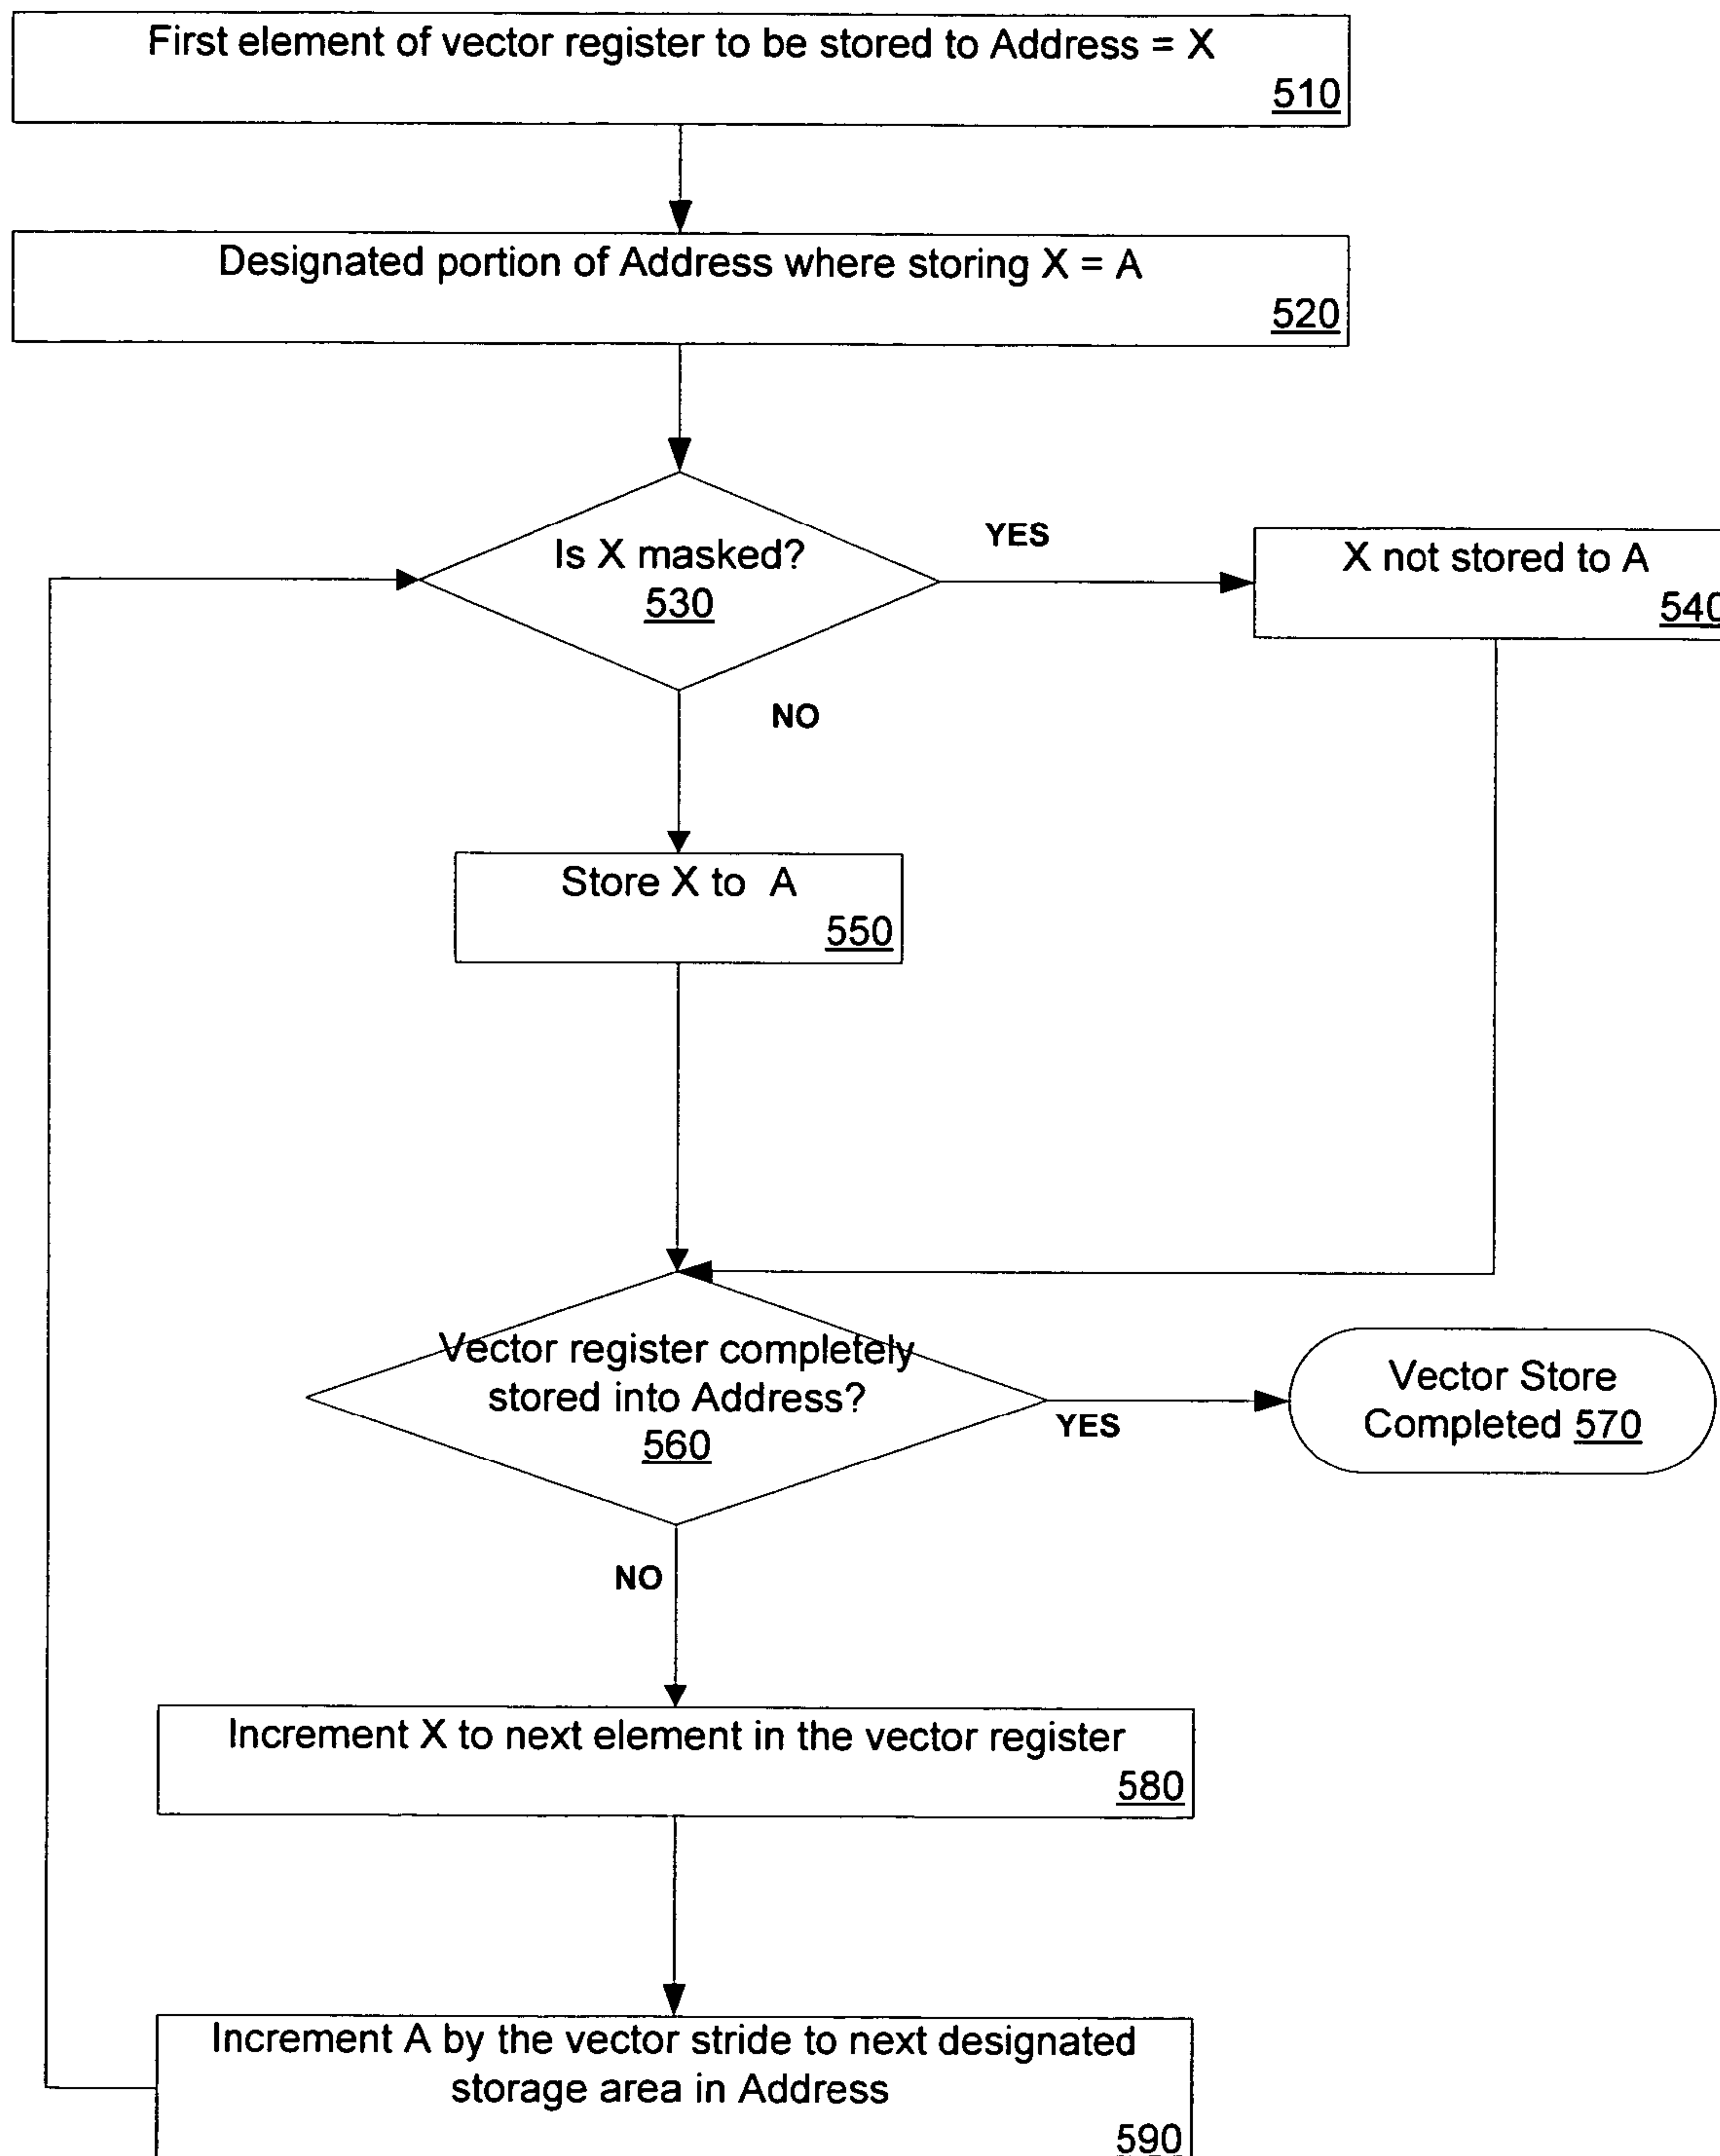 First element of vector register to be stored to Address = X
510
Designated portion of Address where storing X = A
520
Is X masked?
530
YES
X not stored to A
540
NO
Store X to A
550
Vector register completely
stored into Address?
560
YES
Vector Store
Completed 570
NO
Increment X to next element in the vector register
580
Increment A by the vector stride to next designated
storage area in Address
590